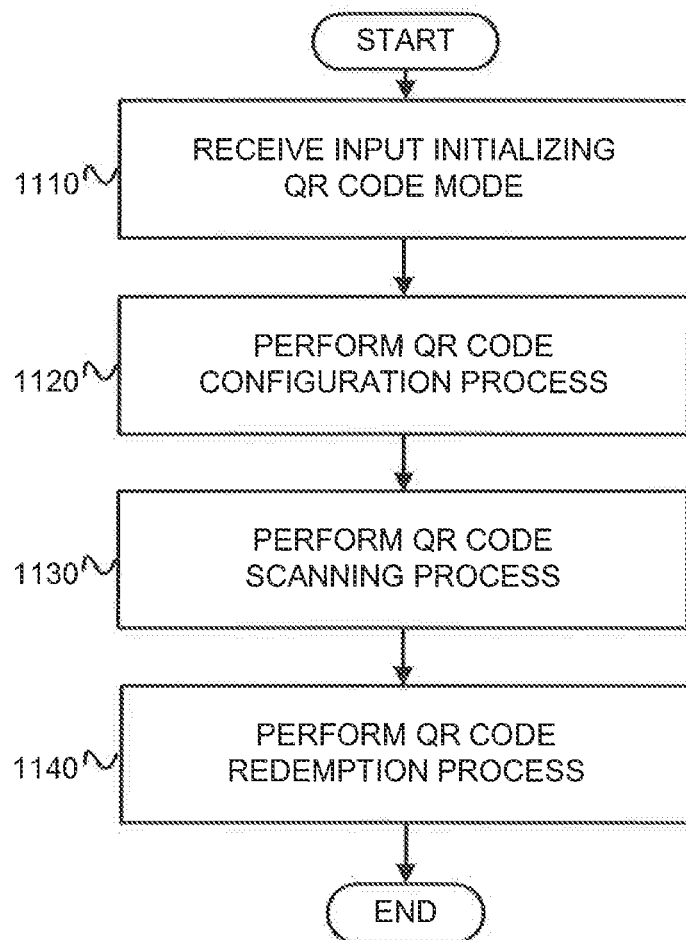 START
1110
RECEIVE INPUT INITIALIZING
QR CODE MODE
1120
PERFORM QR CODE
CONFIGURATION PROCESS
1130
PERFORM QR CODE
SCANNING PROCESS
1140
PERFORM QR CODE
REDEMPTION PROCESS
END